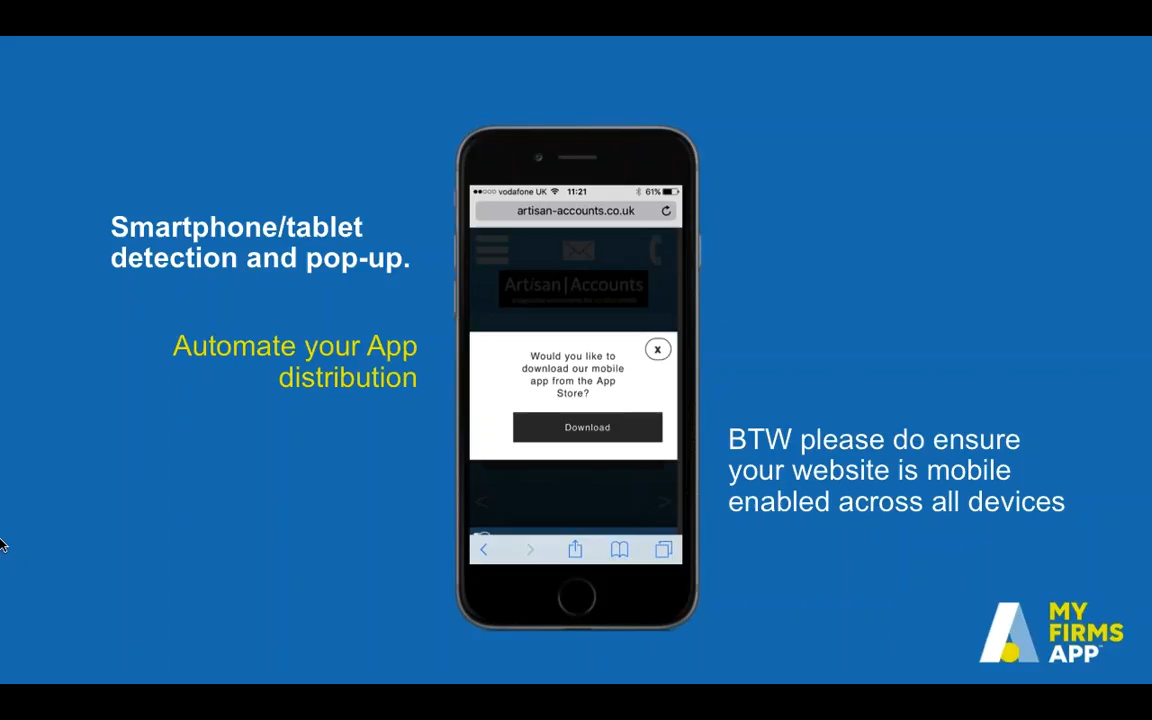 Smartphone/tablet
detection and pop-up.
Automate your App
distribution
vodafone UK 11:21 61%
artisan-accounts.co.uk
Artisan|Accounts
Would you like to
download our mobile
app from the App
Store?
x
Download
BTW please do ensure
your website is mobile
enabled across all devices
MY
FIRMS
APP